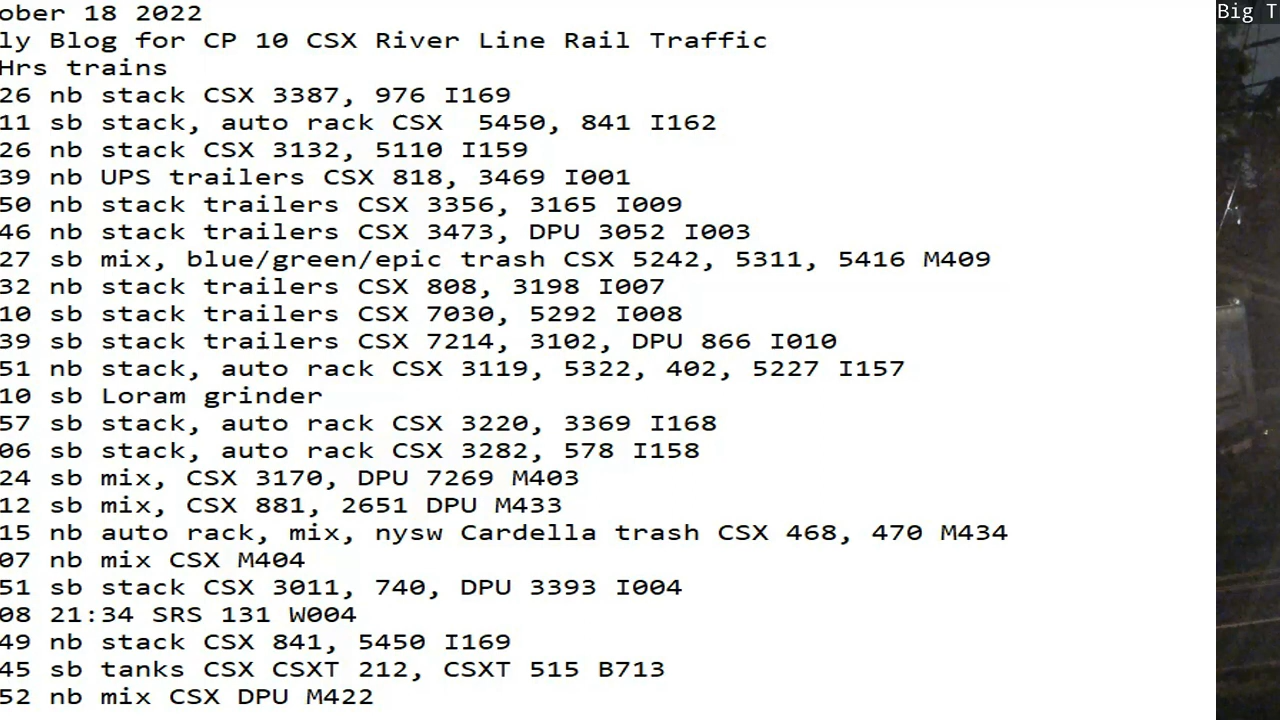 ober 18 2022
ly Blog for CP 10 CSX River Line Rail Traffic
Hrs trains
26 nb stack CSX 3387, 976 I169
11 sb stack, auto rack CSX  5450, 841 I162
26 nb stack CSX 3132, 5110 I159
39 nb UPS trailers CSX 818, 3469 I001
50 nb stack trailers CSX 3356, 3165 I009
46 nb stack trailers CSX 3473, DPU 3052 I003
27 sb mix, blue/green/epic trash CSX 5242, 5311, 5416 M409
32 nb stack trailers CSX 808, 3198 I007
10 sb stack trailers CSX 7030, 5292 I008
39 sb stack trailers CSX 7214, 3102, DPU 866 I010
51 nb stack, auto rack CSX 3119, 5322, 402, 5227 I157
10 sb Loram grinder
57 sb stack, auto rack CSX 3220, 3369 I168
06 sb stack, auto rack CSX 3282, 578 I158
24 sb mix, CSX 3170, DPU 7269 M403
12 sb mix, CSX 881, 2651 DPU M433
15 nb auto rack, mix, nysw Cardella trash CSX 468, 470 M434
07 nb mix CSX M404
51 sb stack CSX 3011, 740, DPU 3393 I004
08 21:34 SRS 131 W004
49 nb stack CSX 841, 5450 I169
45 sb tanks CSX CSXT 212, CSXT 515 B713
52 nb mix CSX DPU M422
Big T